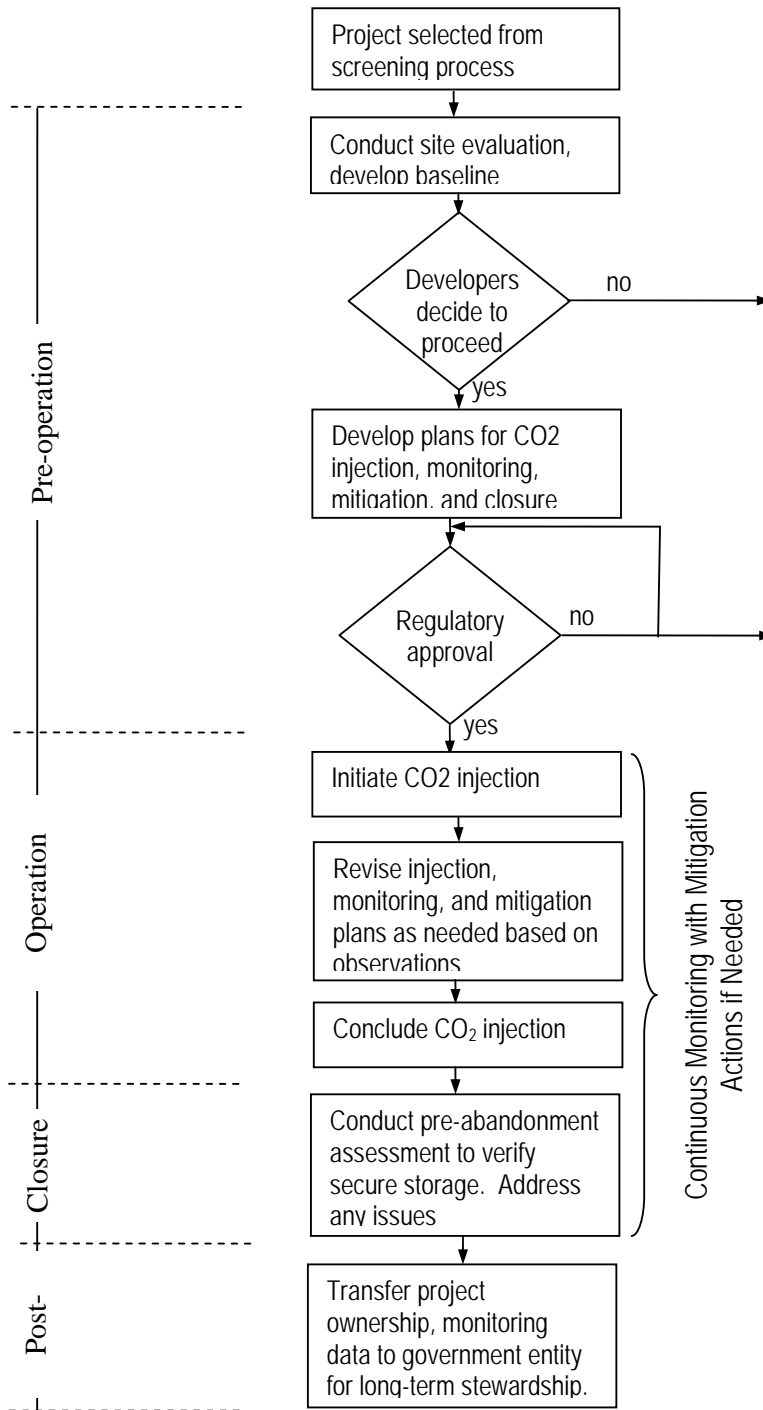 Project selected from
screening process
Conduct site evaluation,
develop baseline
Developers
decide to
proceed
no
yes
Develop plans for CO2
injection, monitoring,
mitigation, and closure
Regulatory
approval
no
yes
Initiate CO2 injection
Revise injection,
monitoring, and mitigation
plans as needed based on
observations
Conclude CO₂ injection
Conduct pre-abandonment
assessment to verify
secure storage. Address
any issues
Transfer project
ownership, monitoring
data to government entity
for long-term stewardship.
Pre-operation
Operation
Closure
Post-
Continuous Monitoring with Mitigation
Actions if Needed